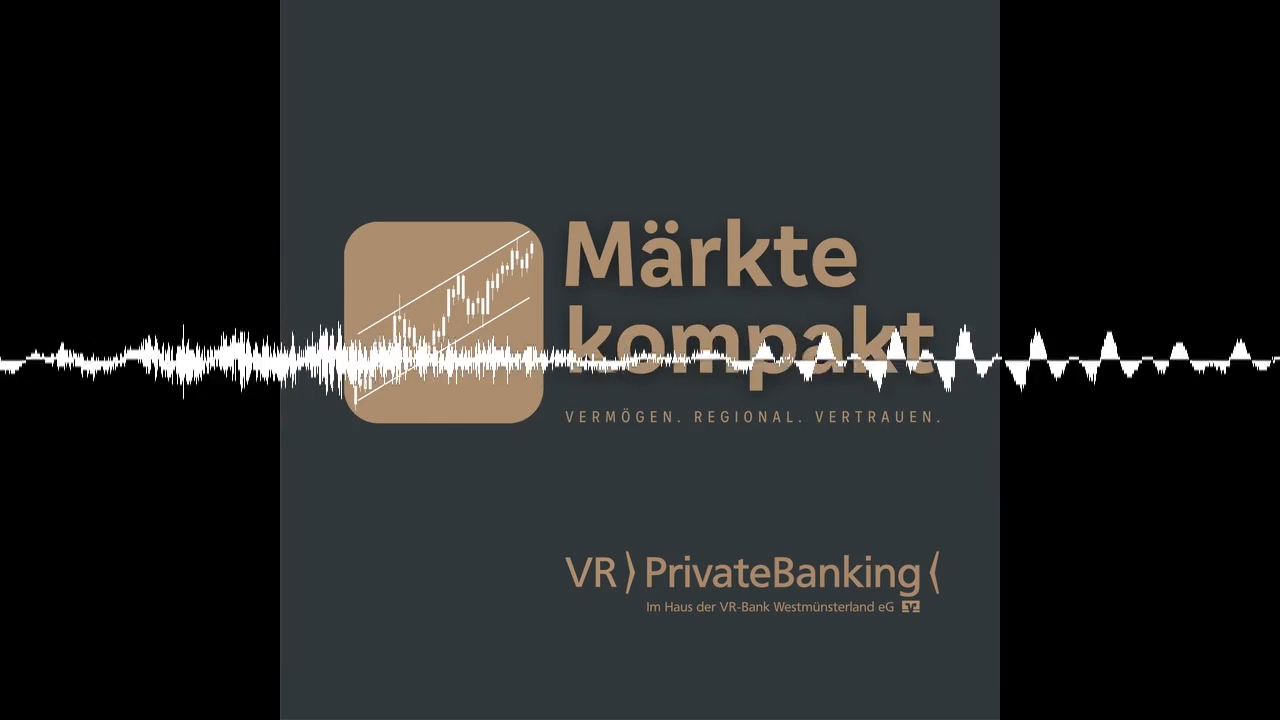 Märkte
kompakt
VERMÖGEN. REGIONAL. VERTRAUEN.
VR⟩PrivateBanking⟨
Im Haus der VR-Bank Westmünsterland eG